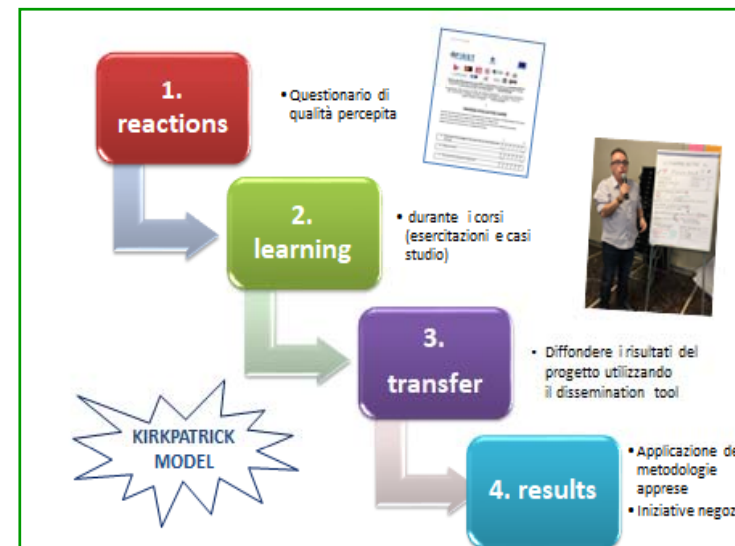 1.
reactions
• Questionario di
qualità percepita
2.
learning
• durante i corsi
(esercitazioni e casi
studio)
3.
transfer
• Diffondere i risultati del
progetto utilizzando
il dissemination tool
KIRKPATRICK
MODEL
4. results
• Applicazione de
metodologie
apprese
• Iniziative negoz